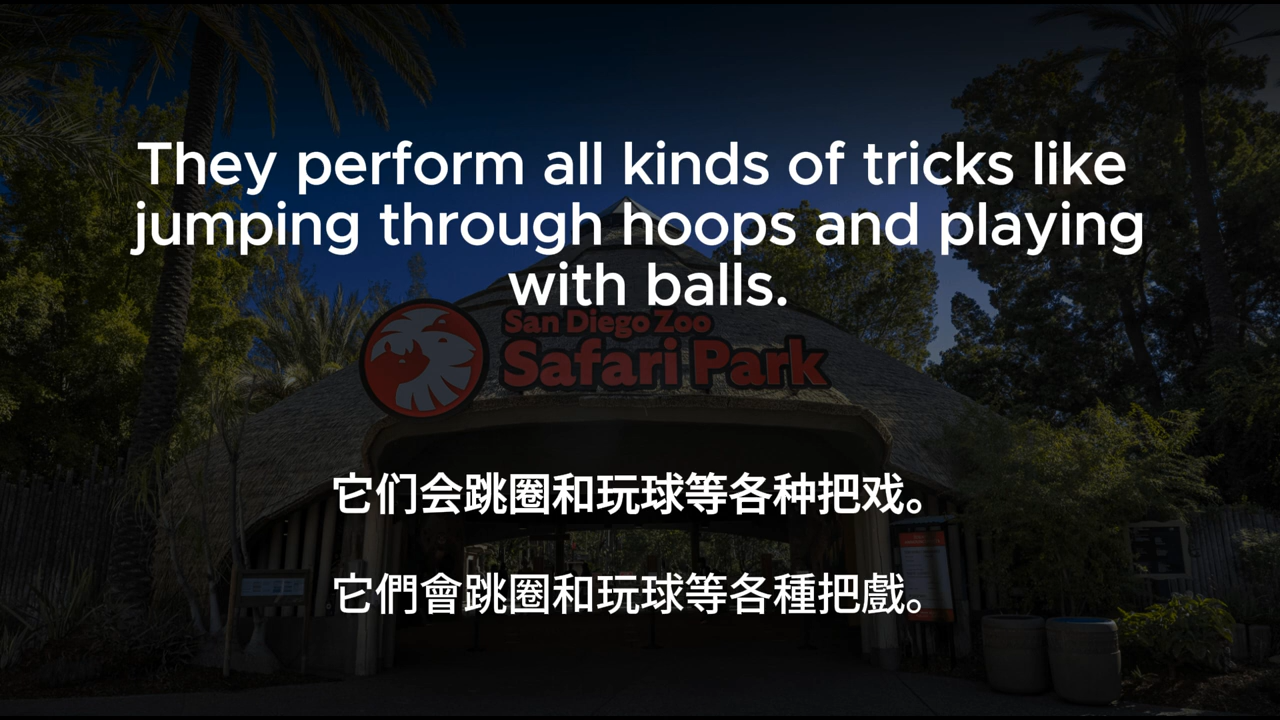 They perform all kinds of tricks like
jumping through hoops and playing
with balls.
San Diego Zoo
Safari Park
它们会跳圈和玩球等各种把戏。
它們會跳圈和玩球等各種把戲。